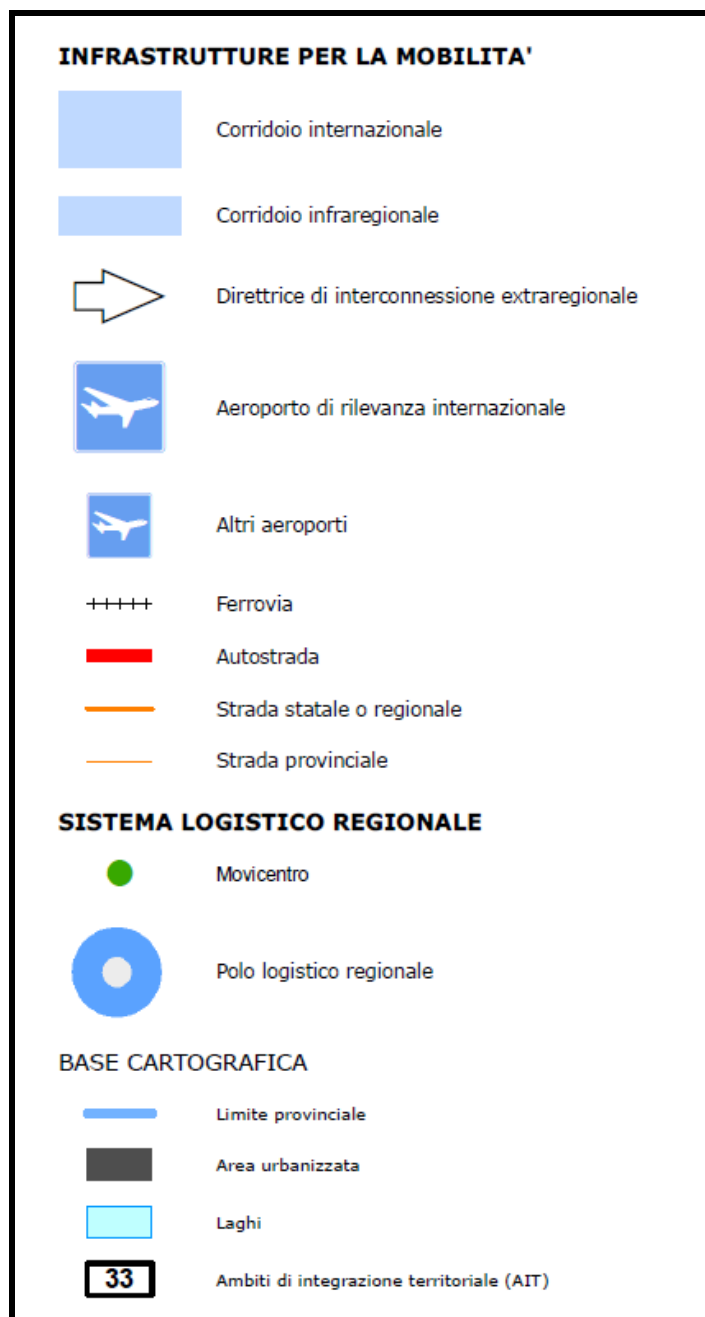 INFRASTRUTTURE PER LA MOBILITA'
Corridoio internazionale
Corridoio infraregionale
Direttrice di interconnessione extraregionale
Aeroporto di rilevanza internazionale
Altri aeroporti
Ferrovia
Autostrada
Strada statale o regionale
Strada provinciale
SISTEMA LOGISTICO REGIONALE
Movicentro
Polo logistico regionale
BASE CARTOGRAFICA
Limite provinciale
Area urbanizzata
Laghi
33 Ambiti di integrazione territoriale (AIT)